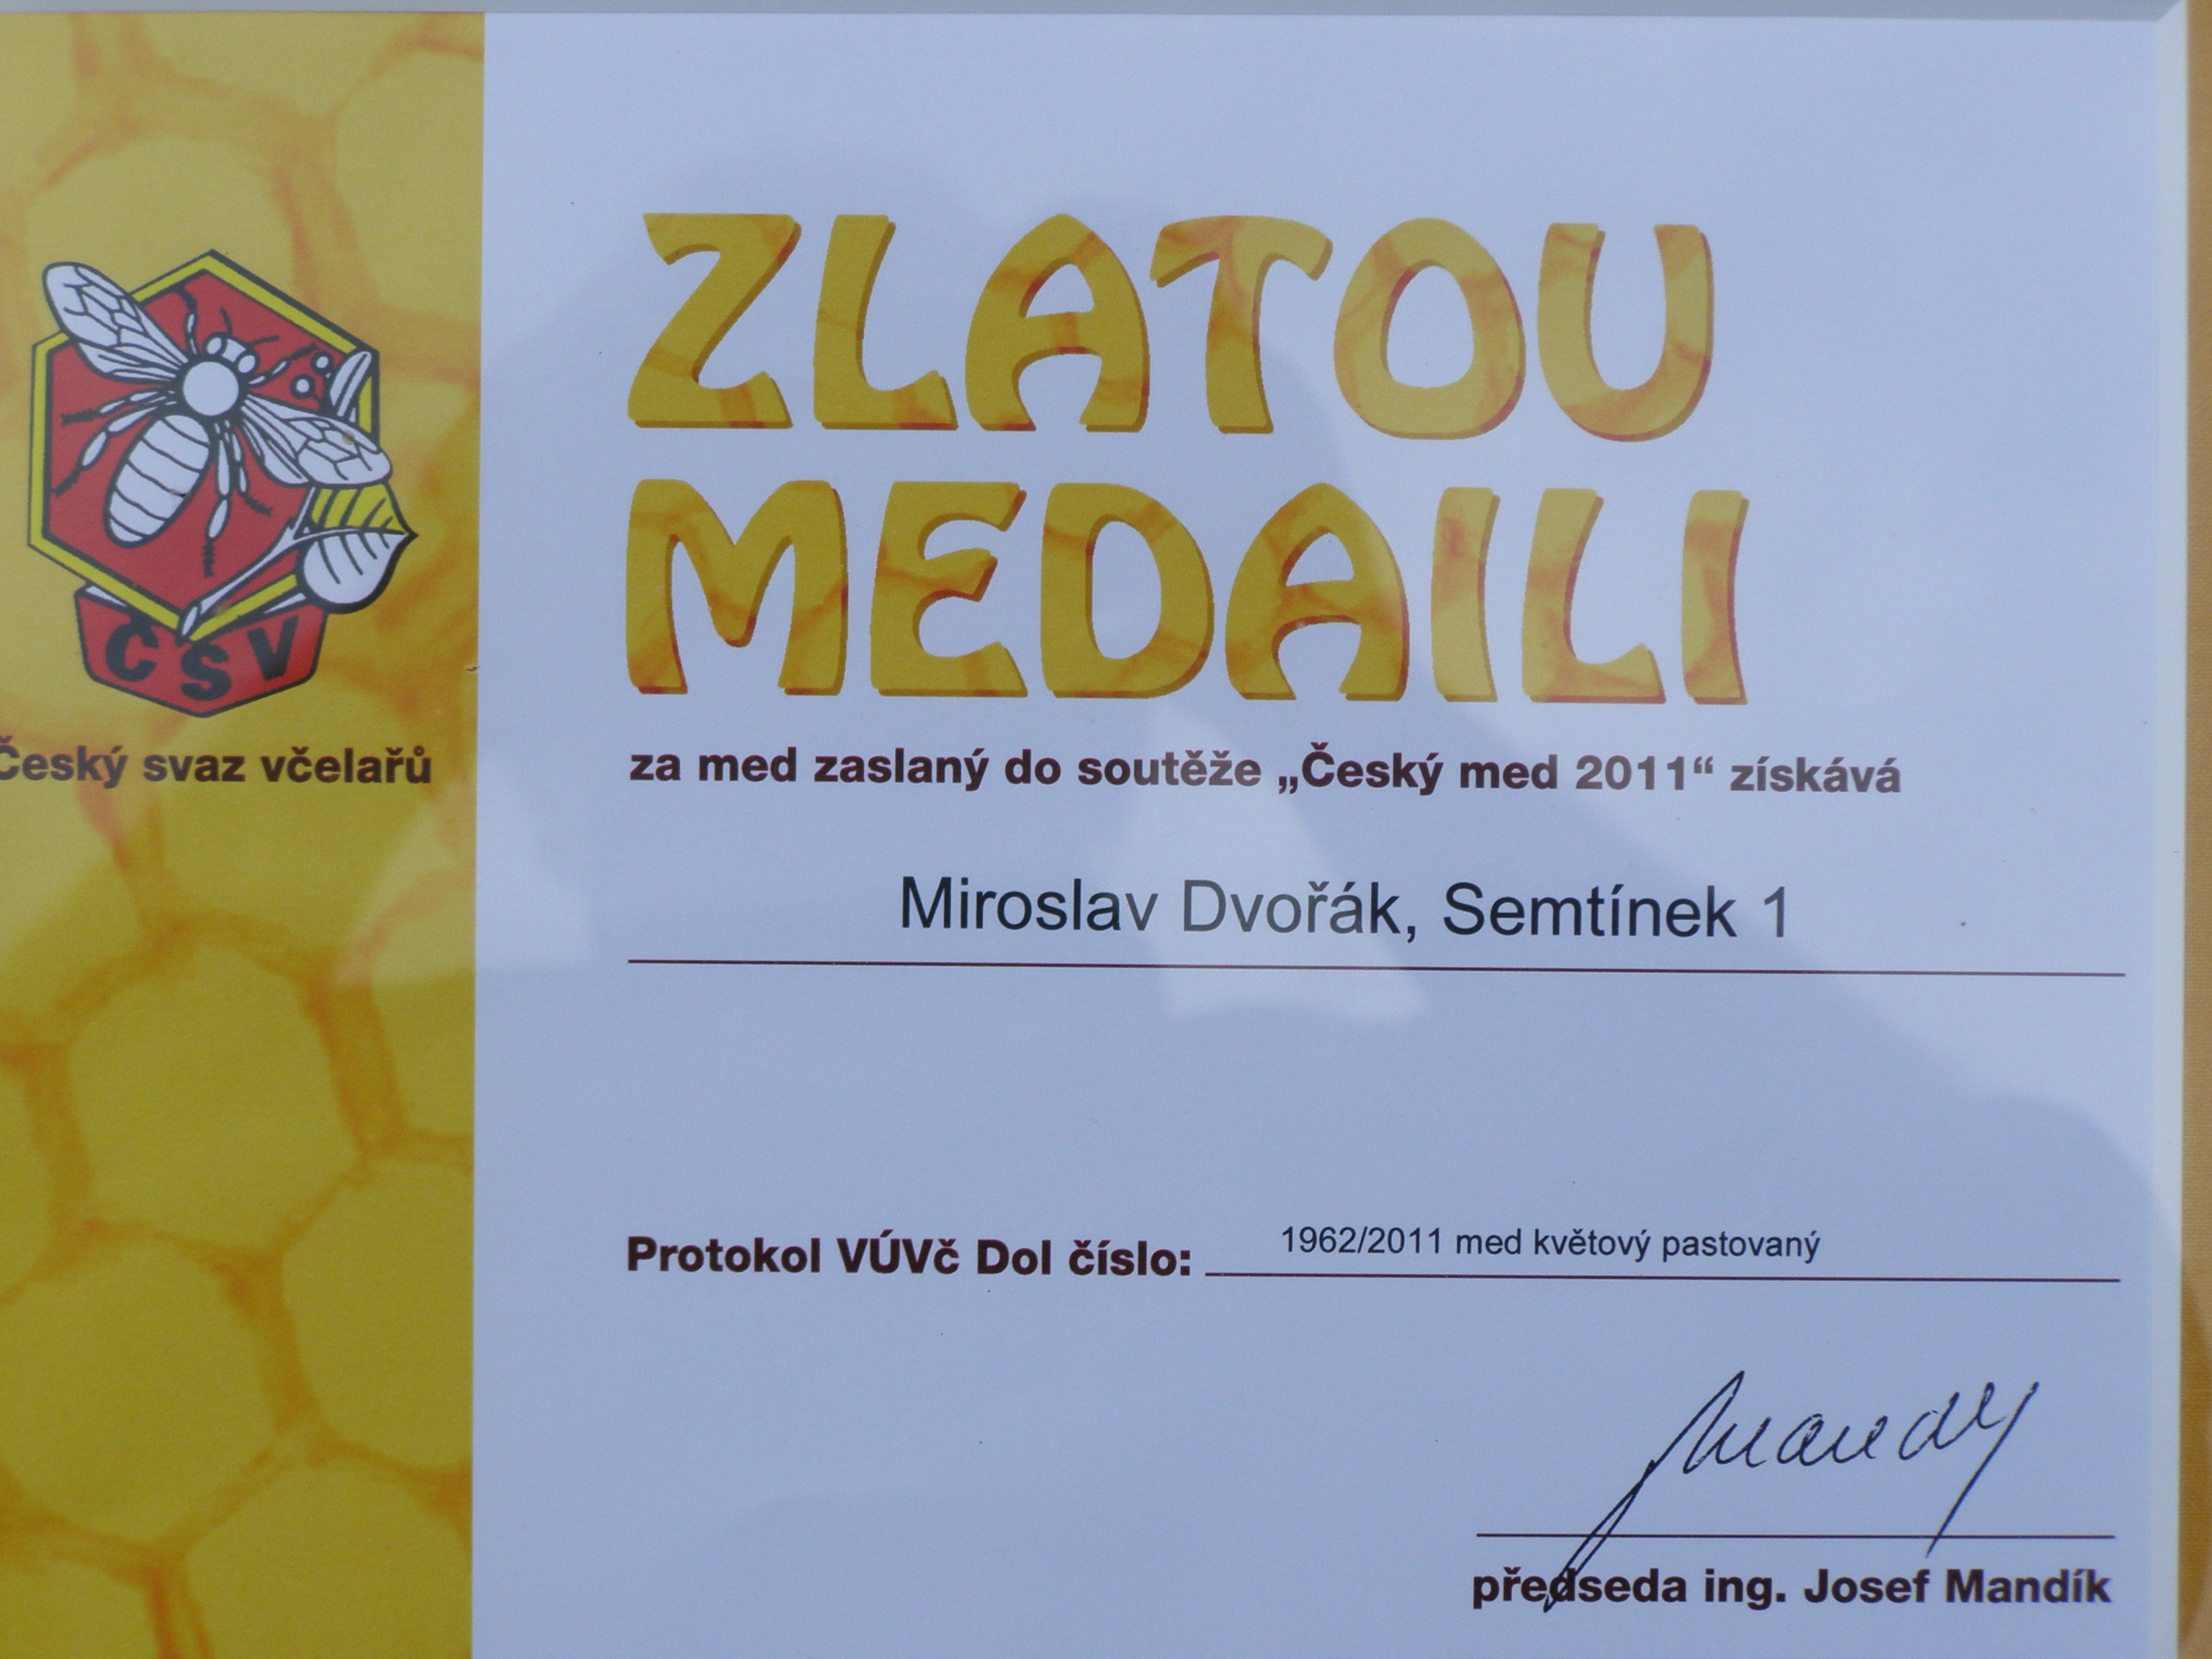 ZLATOU
MEDAILI
ČSV
Český svaz včelařů
za med zaslaný do soutěže „Český med 2011“ získává
Miroslav Dvořák, Semtínek 1
Protokol VÚVč Dol číslo: 1962/2011 med květový pastovaný
předseda ing. Josef Mandík